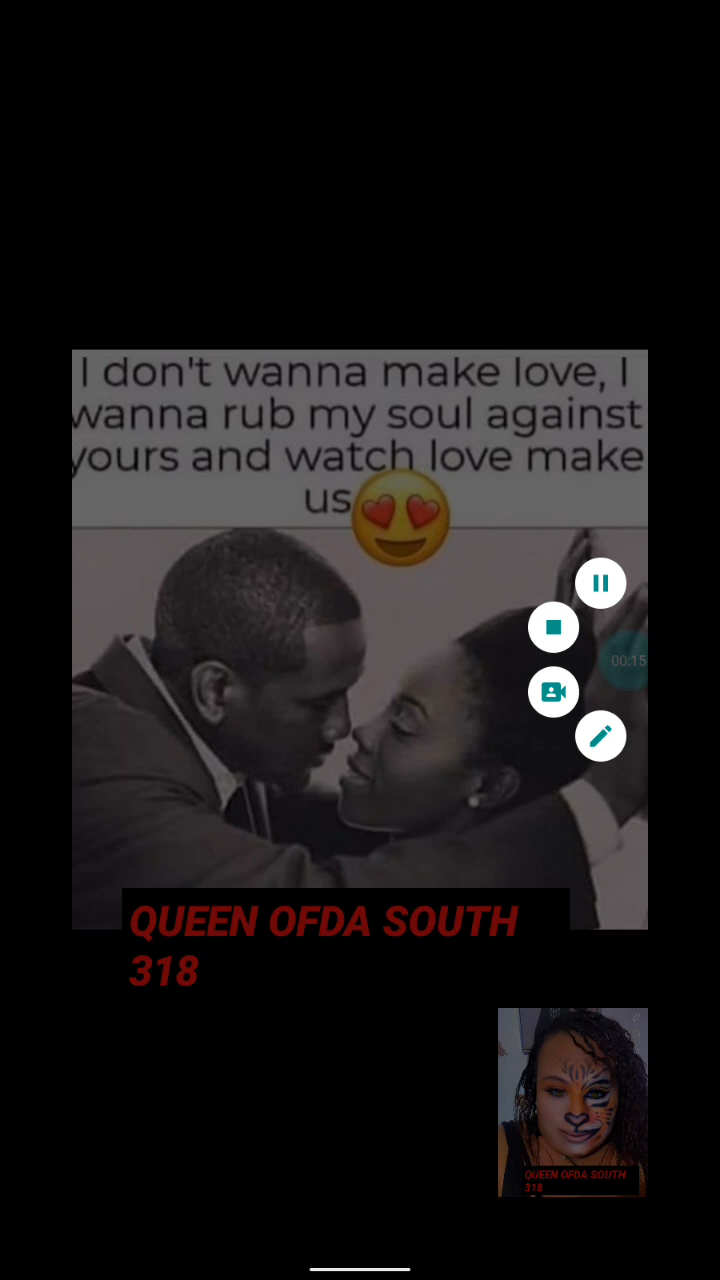 I don't wanna make love, I
wanna rub my soul against
yours and watch love make
us
00:15
QUEEN OFDA SOUTH
318
QUEEN OFDA SOUTH
318